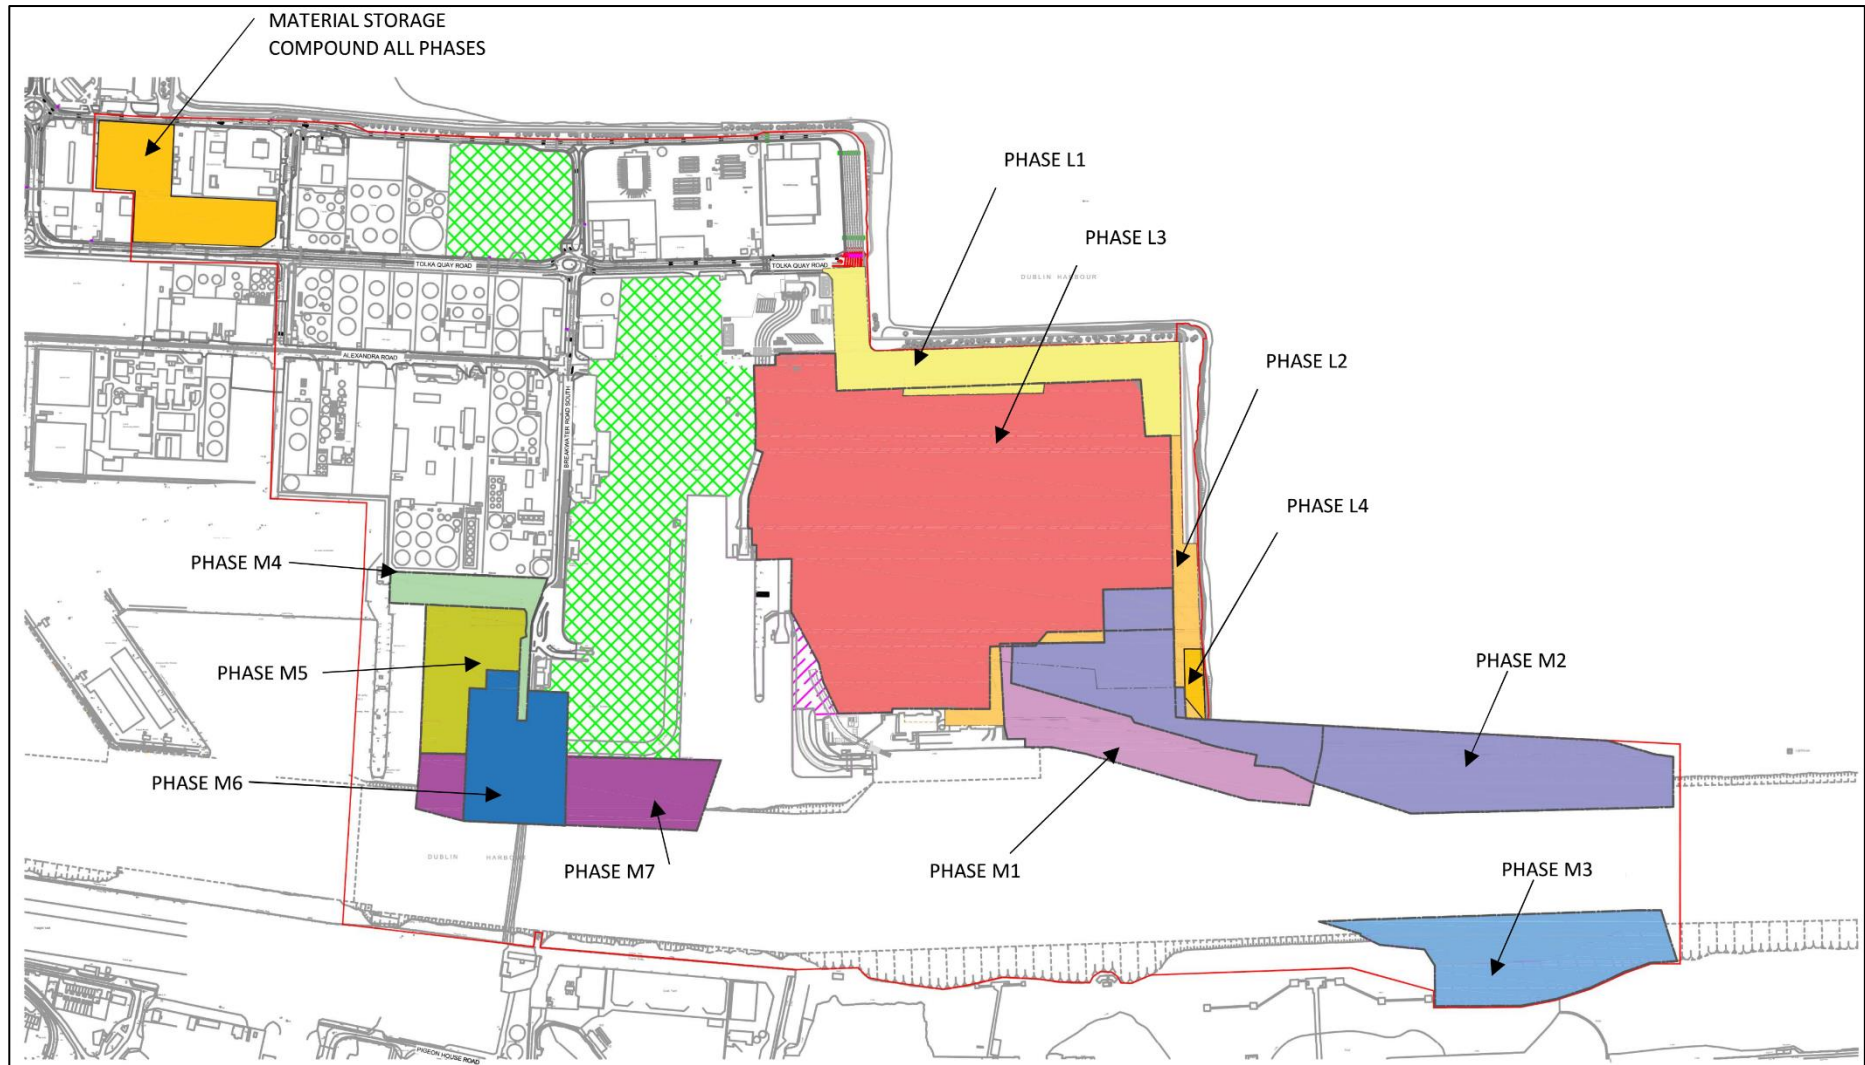 MATERIAL STORAGE
COMPOUND ALL PHASES
PHASE L1
PHASE L3
TOLKA QUAY ROAD
TOLKA QUAY ROAD
DUBLIN HARBOUR
ALEXANDRA ROAD
PHASE L2
BREAKWATER ROAD SOUTH
PHASE L4
PHASE M4
PHASE M5
PHASE M2
PHASE M6
DUBLIN HARBOUR
PHASE M7
PHASE M1
PHASE M3
PIGEON HOUSE ROAD